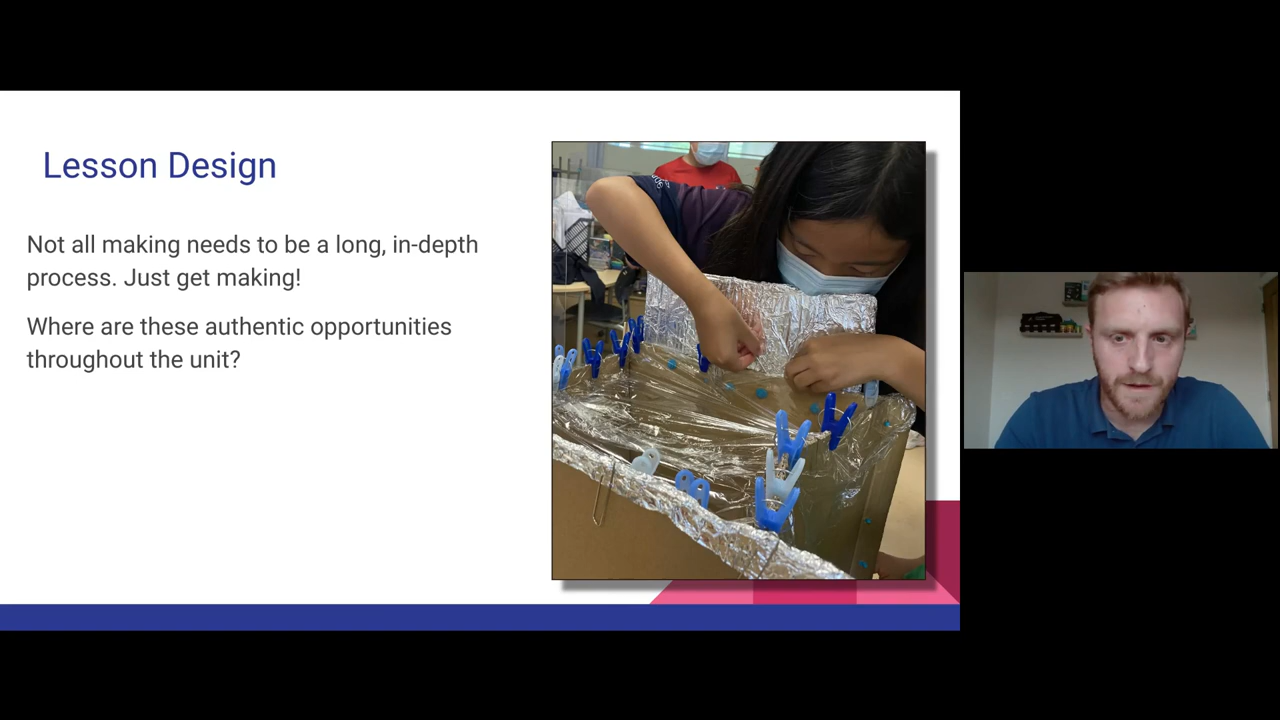 Lesson Design
Not all making needs to be a long, in-depth
process. Just get making!
Where are these authentic opportunities
throughout the unit?